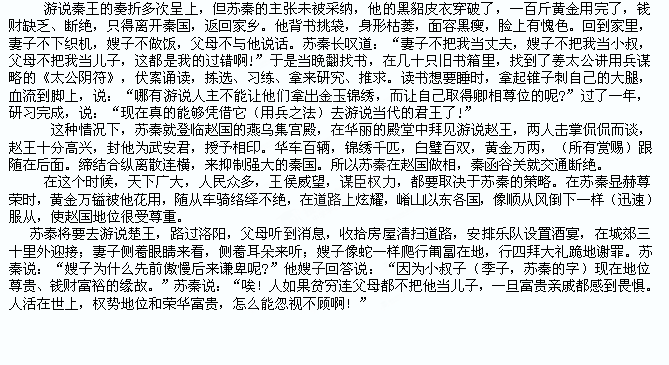 游说秦王的奏折多次呈上，但苏秦的主张未被采纳，他的黑貂皮衣穿破了，一百斤黄金用完了，钱
财缺乏、断绝，只得离开秦国，返回家乡。他背书挑袋，身形枯萎，面容黑瘦，脸上有愧色。回到家里，
妻子不下织机，嫂子不做饭，父母不与他说话。苏秦长叹道：“妻子不把我当丈夫，嫂子不把我当小叔，
父母不把我当儿子，这都是我的过错啊!”于是当晚翻找书，在几十只旧书箱里，找到了姜太公讲用兵谋
略的《太公阴符》，伏案诵读，拣选、习练、拿来研究、推求。读书想要睡时，拿起锥子刺自己的大腿，
血流到脚上，说：“哪有游说人主不能让他们拿出金玉锦绣，而让自己取得卿相尊位的呢?”过了一年，
研习完成，说：“现在真的能够凭借它（用兵之法）去游说当代的君王了!”
这种情况下，苏秦就登临赵国的燕乌集宫殿，在华丽的殿堂中拜见游说赵王，两人击掌侃侃而谈，
赵王十分高兴，封他为武安君，授予相印。华车百辆，锦绣千匹，白璧百双，黄金万两，（所有赏赐）跟
随在后面。缔结合纵离散连横，来抑制强大的秦国。所以苏秦在赵国做相，秦函谷关就交通断绝。
在这个时候，天下广大，人民众多，王侯威望，谋臣权力，都要取决于苏秦的策略。在苏秦显赫尊
荣时，黄金万镒被他花用，随从车骑络绎不绝，在道路上炫耀，崤山以东各国，像顺从风倒下一样（迅速）
服从，使赵国地位很受尊重。
苏秦将要去游说楚王，路过洛阳，父母听到消息，收拾房屋清扫道路，安排乐队设置酒宴，在城郊三
十里外迎接；妻子侧着眼睛来看，侧着耳朵来听；嫂子像蛇一样爬行匍匐在地，行四拜大礼跪地谢罪。苏
秦说：“嫂子为什么先前傲慢后来谦卑呢?”他嫂子回答说：“因为小叔子（季子，苏秦的字）现在地位
尊贵、钱财富裕的缘故。”苏秦说：“唉！人如果贫穷连父母都不把他当儿子，一旦富贵亲戚都感到畏惧。
人活在世上，权势地位和荣华富贵，怎么能忽视不顾啊！”